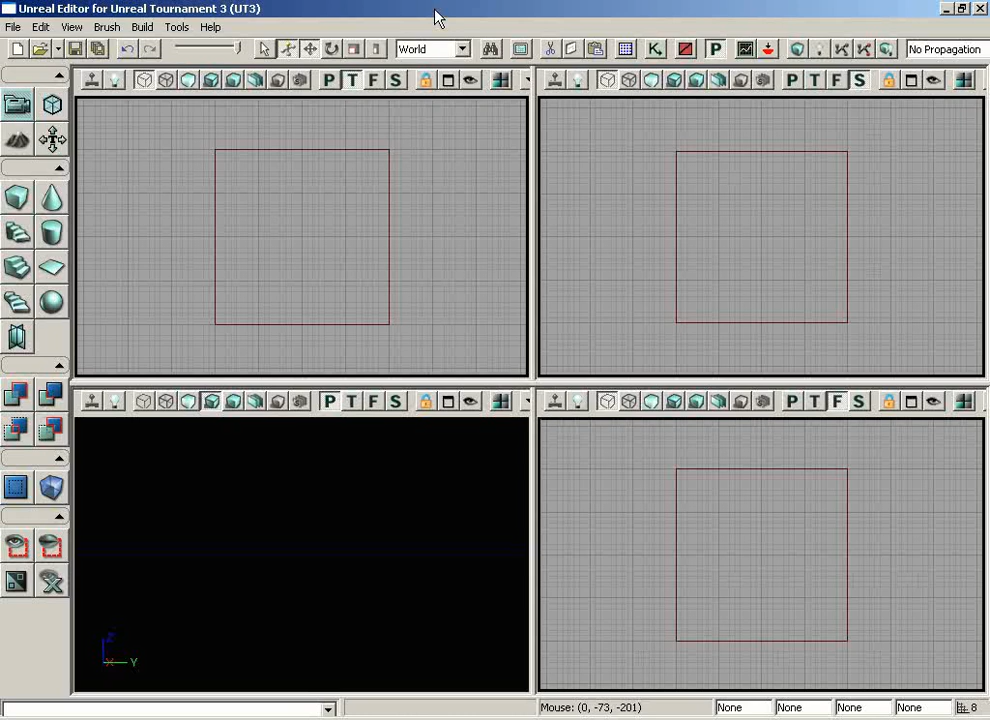 Unreal Editor for Unreal Tournament 3 (UT3)
File Edit View Brush Build Tools Help
World
P
No Propagation
P T F S
P T F S
P T F S
P T F S
Z
X Y
Mouse: (0, -73, -201)
None
None
None
None
8